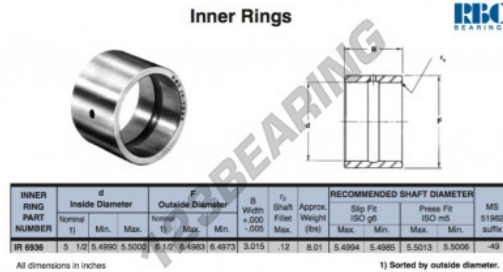 Inner Rings
RBC
BEARINGS
123BEARING
B
rs
d
F
INNER RING PART NUMBER
d
Inside Diameter
Nominal 1) Min. Max.
F
Outside Diameter
Nominal 1) Max. Min.
B
Width
+.000
-.005
rs
Shaft
Fillet
Max.
Approx.
Weight
(lbs)
RECOMMENDED SHAFT DIAMETER
Slip Fit
ISO g6
Max. Min.
Press Fit
ISO m5
Max. Min.
MS
51962
suffix
IR 6936 5 1/2 5.4990 5.5000 6 1/2 6.4983 6.4973 3.015 .12 8.01 5.4994 5.4985 5.5013 5.5006 -49
All dimensions in inches
1) Sorted by outside diameter.